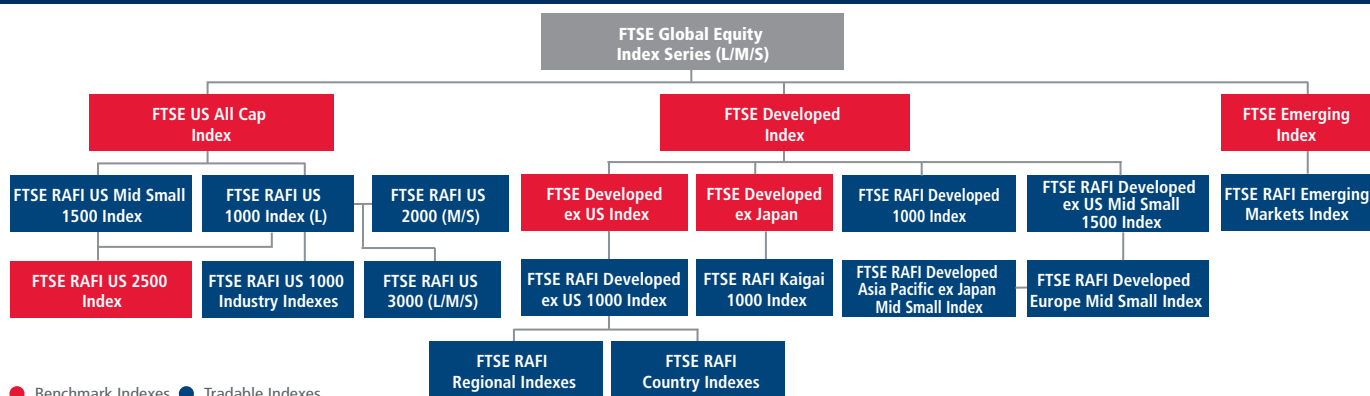 FTSE Global Equity
Index Series (L/M/S)
FTSE US All Cap
Index
FTSE Developed
Index
FTSE Emerging
Index
FTSE RAFI US Mid Small
1500 Index
FTSE RAFI US
1000 Index (L)
FTSE RAFI US
2000 (M/S)
FTSE Developed
ex US Index
FTSE Developed
ex Japan
FTSE RAFI Developed
1000 Index
FTSE RAFI Developed
ex US Mid Small
1500 Index
FTSE RAFI Emerging
Markets Index
FTSE RAFI US 2500
Index
FTSE RAFI US 1000
Industry Indexes
FTSE RAFI US
3000 (L/M/S)
FTSE RAFI Developed
ex US 1000 Index
FTSE RAFI Kaigai
1000 Index
FTSE RAFI Developed
Asia Pacific ex Japan
Mid Small Index
FTSE RAFI Developed
Europe Mid Small Index
FTSE RAFI
Regional Indexes
FTSE RAFI
Country Indexes
Benchmark Indexes Tradable Indexes